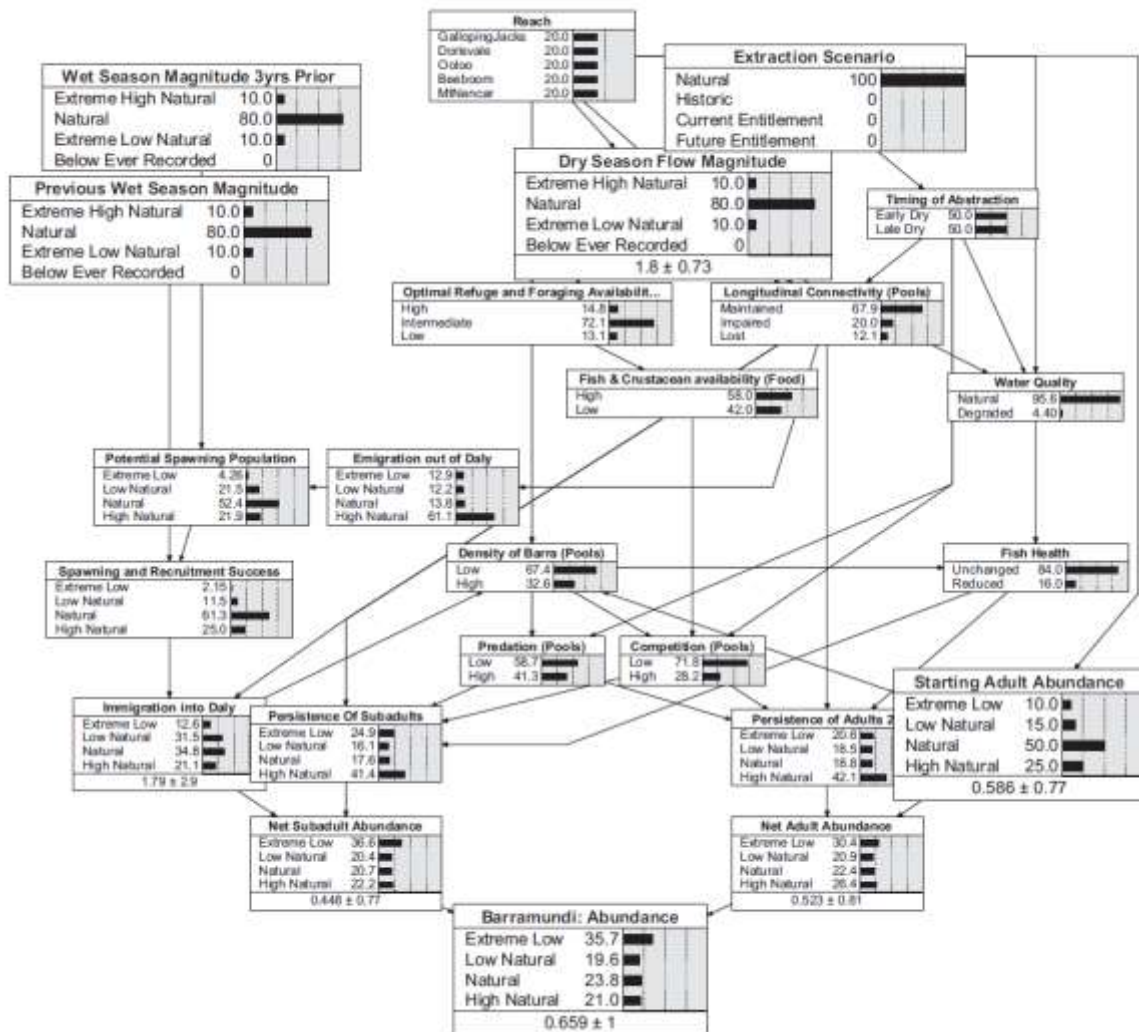 Reach
GallopingJacks 20.0
Dorisvale 20.0
Ooloo 20.0
Beeboom 20.0
MtNancar 20.0
Extraction Scenario
Natural 100
Historic 0
Current Entitlement 0
Future Entitlement 0
Wet Season Magnitude 3yrs Prior
Extreme High Natural 10.0
Natural 80.0
Extreme Low Natural 10.0
Below Ever Recorded 0
Dry Season Flow Magnitude
Extreme High Natural 10.0
Natural 80.0
Extreme Low Natural 10.0
Below Ever Recorded 0
1.8 ± 0.73
Previous Wet Season Magnitude
Extreme High Natural 10.0
Natural 80.0
Extreme Low Natural 10.0
Below Ever Recorded 0
Timing of Abstraction
Early Dry 50.0
Late Dry 50.0
Optimal Refuge and Foraging Availabilit...
High 14.8
Intermediate 72.1
Low 13.1
Longitudinal Connectivity (Pools)
Maintained 67.9
Impaired 20.0
Lost 12.1
Fish & Crustacean availability (Food)
High 58.0
Low 42.0
Water Quality
Natural 95.6
Degraded 4.40
Potential Spawning Population
Extreme Low 4.26
Low Natural 21.5
Natural 52.4
High Natural 21.9
Emigration out of Daly
Extreme Low 12.9
Low Natural 12.2
Natural 13.8
High Natural 61.1
Density of Barra (Pools)
Low 67.4
High 32.6
Fish Health
Unchanged 84.0
Reduced 16.0
Spawning and Recruitment Success
Extreme Low 2.15
Low Natural 11.5
Natural 61.3
High Natural 25.0
Predation (Pools)
Low 58.7
High 41.3
Competition (Pools)
Low 71.8
High 28.2
Starting Adult Abundance
Extreme Low 10.0
Low Natural 15.0
Natural 50.0
High Natural 25.0
0.586 ± 0.77
Immigration into Daly
Extreme Low 12.6
Low Natural 31.5
Natural 34.8
High Natural 21.1
1.79 ± 2.9
Persistence Of Subadults
Extreme Low 24.9
Low Natural 16.1
Natural 17.6
High Natural 41.4
Persistence of Adults 2
Extreme Low 20.6
Low Natural 18.5
Natural 18.8
High Natural 42.1
Net Subadult Abundance
Extreme Low 36.6
Low Natural 20.4
Natural 20.7
High Natural 22.2
0.448 ± 0.77
Net Adult Abundance
Extreme Low 30.4
Low Natural 20.9
Natural 22.4
High Natural 26.4
0.523 ± 0.81
Barramundi: Abundance
Extreme Low 35.7
Low Natural 19.6
Natural 23.8
High Natural 21.0
0.659 ± 1